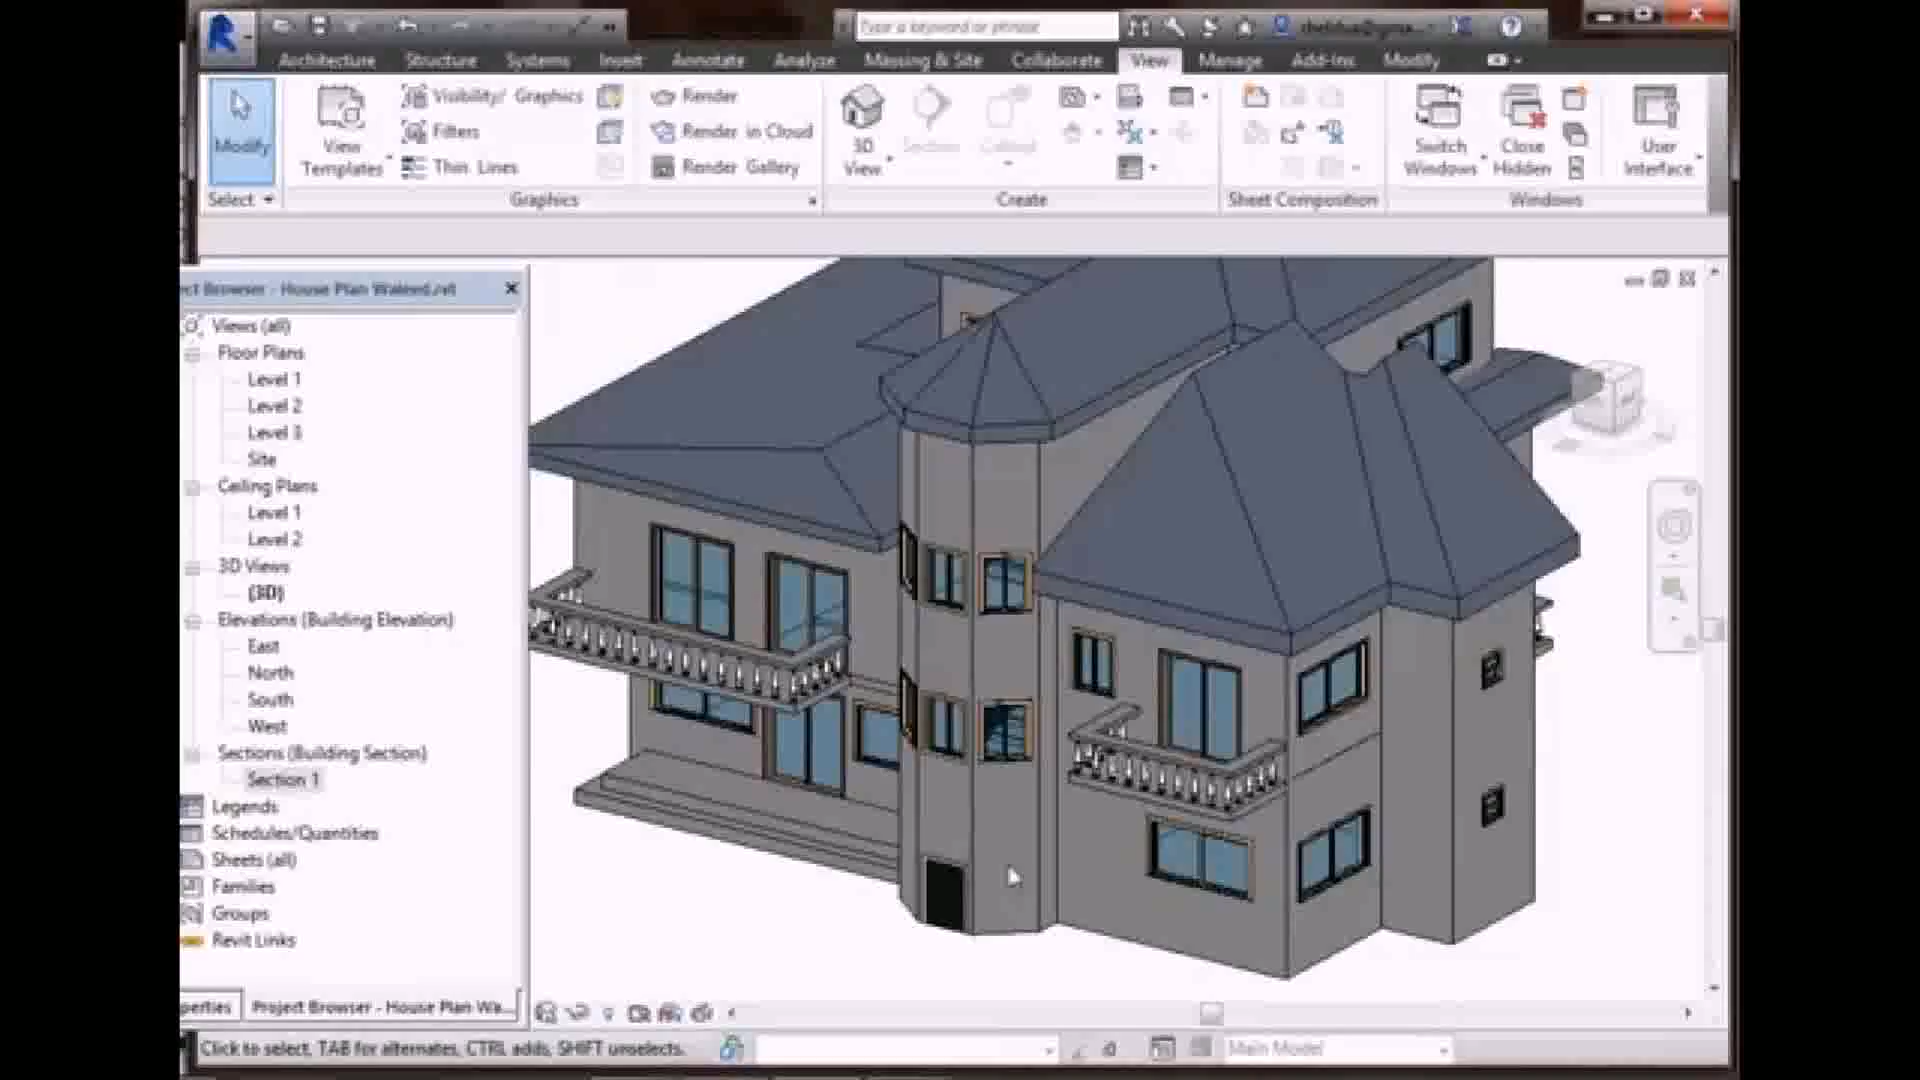 Type a keyword or phrase
Architecture Structure Systems Insert Annotate Analyze Massing & Site Collaborate View Manage Add-Ins Modify
Modify
View Templates
Visibility/ Graphics
Filters
Thin Lines
Render
Render in Cloud
Render Gallery
3D View
Section
Callout
Switch Windows
Close Hidden
User Interface
Select Graphics Create Sheet Composition Windows
ct Browser - House Plan Waleed.rvt
Views (all)
Floor Plans
Level 1
Level 2
Level 3
Site
Ceiling Plans
Level 1
Level 2
3D Views
{3D}
Elevations (Building Elevation)
East
North
South
West
Sections (Building Section)
Section 1
Legends
Schedules/Quantities
Sheets (all)
Families
Groups
Revit Links
perties Project Browser - House Plan Wa...
Click to select, TAB for alternates, CTRL adds, SHIFT unselects.
:0
Main Model